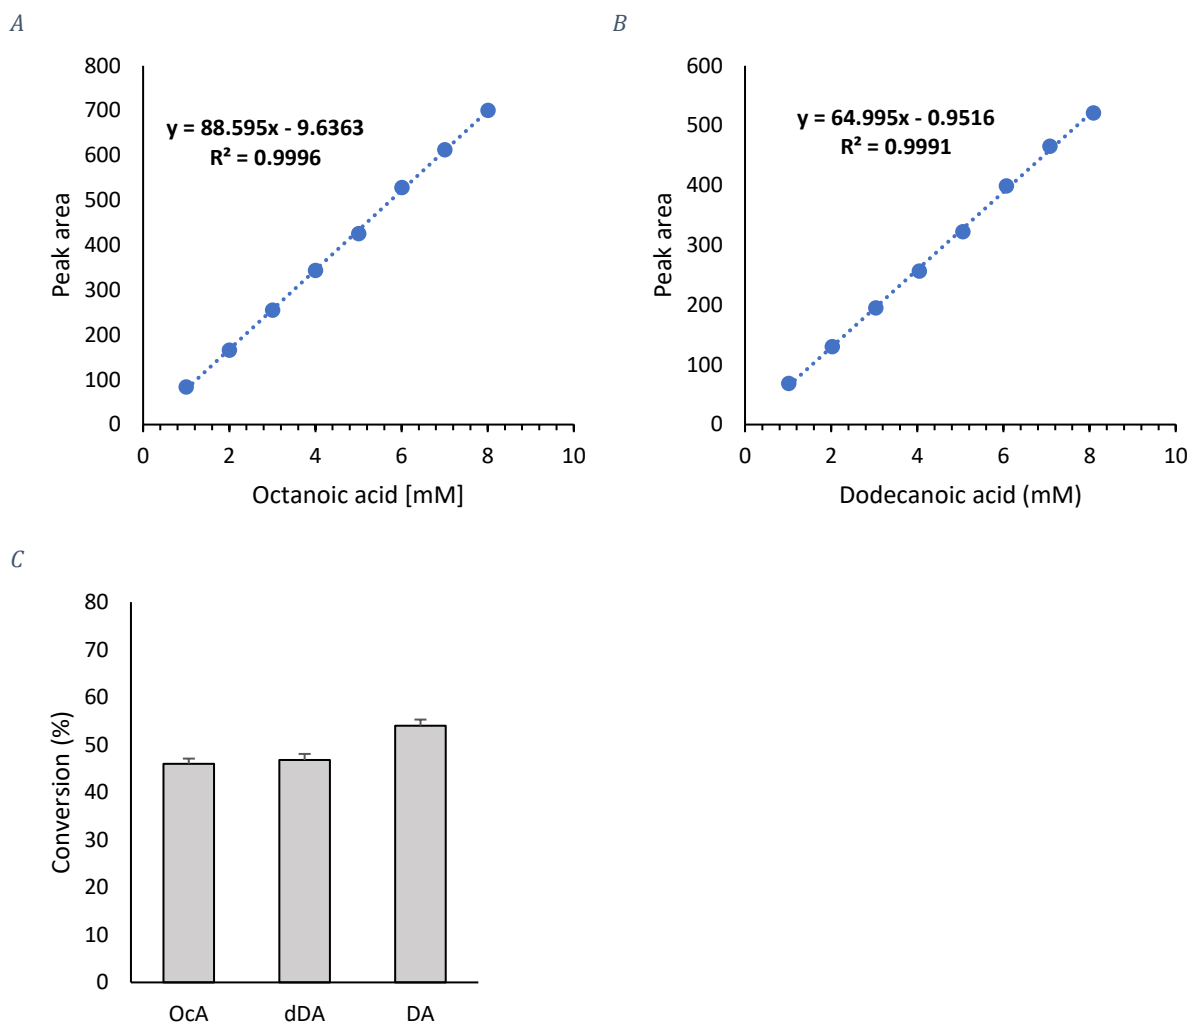 A
800
700
600
500
400
300
200
100
0
Peak area
y = 88.595x - 9.6363
R² = 0.9996
0 2 4 6 8 10
Octanoic acid [mM]
B
600
500
400
300
200
100
0
Peak area
y = 64.995x - 0.9516
R² = 0.9991
0 2 4 6 8 10
Dodecanoic acid (mM)
C
80
70
60
50
40
30
20
10
0
Conversion (%)
OcA dDA DA